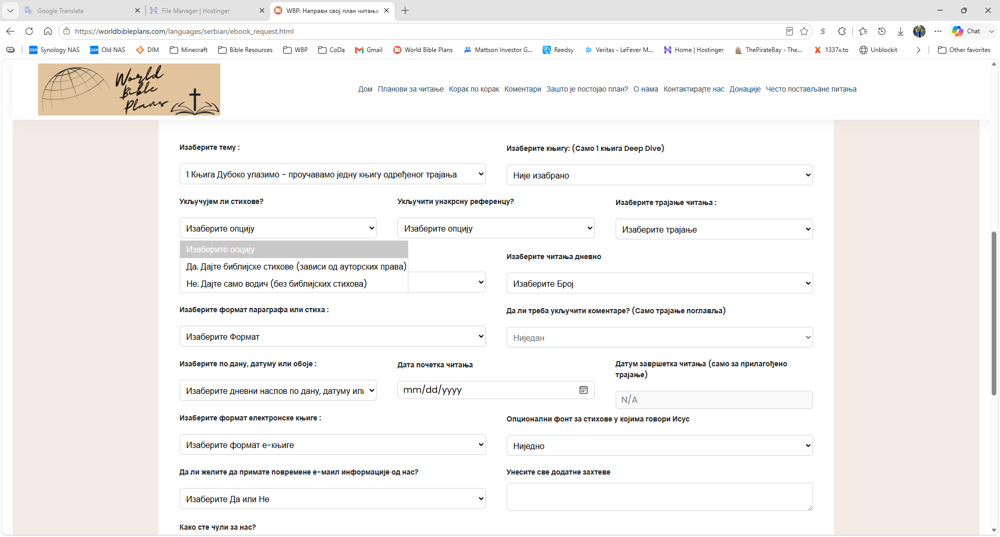 Google Translate
File Manager | Hostinger
WBP: Направи свој план читања
https://worldbibleplans.com/languages/serbian/ebook_request.html
Chat
Synology NAS
Old NAS
DIM
Minecraft
Bible Resources
WBP
CoDa
Gmail
World Bible Plans
Mattson Investor G...
Reedsy
Veritas - LeFever M...
Home | Hostinger
ThePirateBay - The...
1337x.to
Unblockit
Other favorites
World
Bible
Plans
Дом Планови за читање Корак по корак Коментари Зашто је постојао план? О нама Контактирајте нас Донације Често постављане питања
Изаберите тему :
Изаберите књигу: (Само 1 књига Deep Dive)
1 Књига Дубоко улазимо - проучавамо једну књигу одређеног трајања
Није изабрано
Укључујем ли стихове?
Укључити унакрсну референцу?
Изаберите трајање читања :
Изаберите опцију
Изаберите опцију
Изаберите трајање
Изаберите опцију
Да. Дајте библијске стихове (зависи од ауторских права)
Не. Дајте само водич (без библијских стихова)
Изаберите читања дневно
Изаберите Број
Изаберите формат параграфа или стиха :
Да ли треба укључити коментаре? (Само трајање поглавља)
Изаберите Формат
Ниједан
Изаберите по дану, датуму или обоје :
Дата почетка читања
Датум завршетка читања (само за прилагођено
трајање)
Изаберите дневни наслов по дану, датуму или
mm/dd/yyyy
N/A
Изаберите формат електронске књиге :
Опционални фонт за стихове у којима говори Исус
Изаберите формат е-књиге
Ниједно
Да ли желите да примате повремене е-маил информације од нас?
Унесите све додатне захтеве
Изаберите Да или Не
Како сте чули за нас?